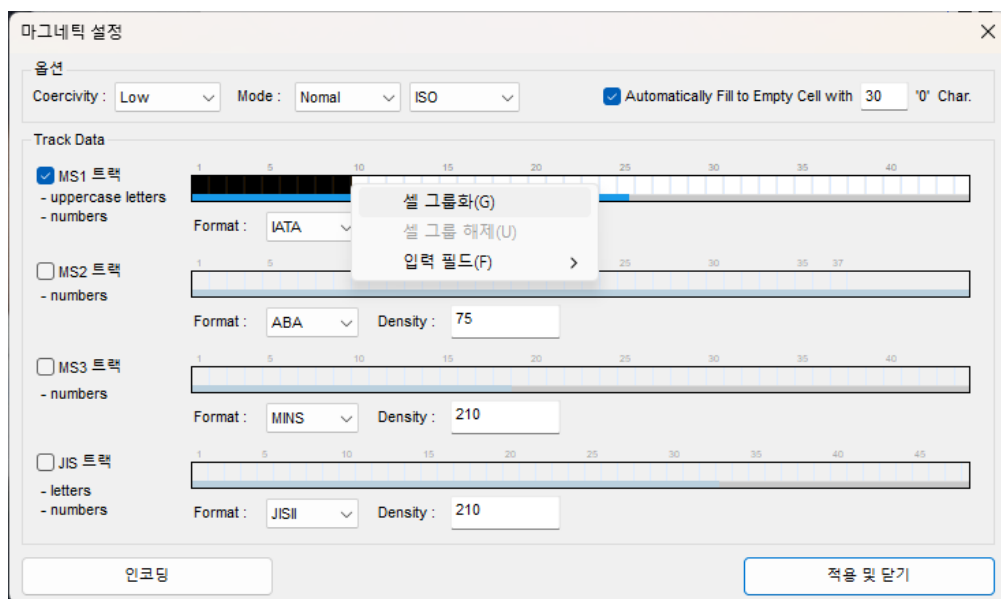 마그네틱 설정
옵션
Coercivity : Low Mode : Nomal ISO Automatically Fill to Empty Cell with 30 '0' Char.
Track Data
MS1 트랙
- uppercase letters
- numbers
1 5 10 15 20 25 30 35 40
Format : IATA
셀 그룹화(G)
셀 그룹 해제(U)
입력 필드(F)
MS2 트랙
- numbers
1 5 25 30 35 37
Format : ABA Density : 75
MS3 트랙
- numbers
1 5 10 15 20 25 30 35 40
Format : MINS Density : 210
JIS 트랙
- letters
- numbers
1 5 10 15 20 25 30 35 40 45
Format : JISII Density : 210
인코딩 적용 및 닫기